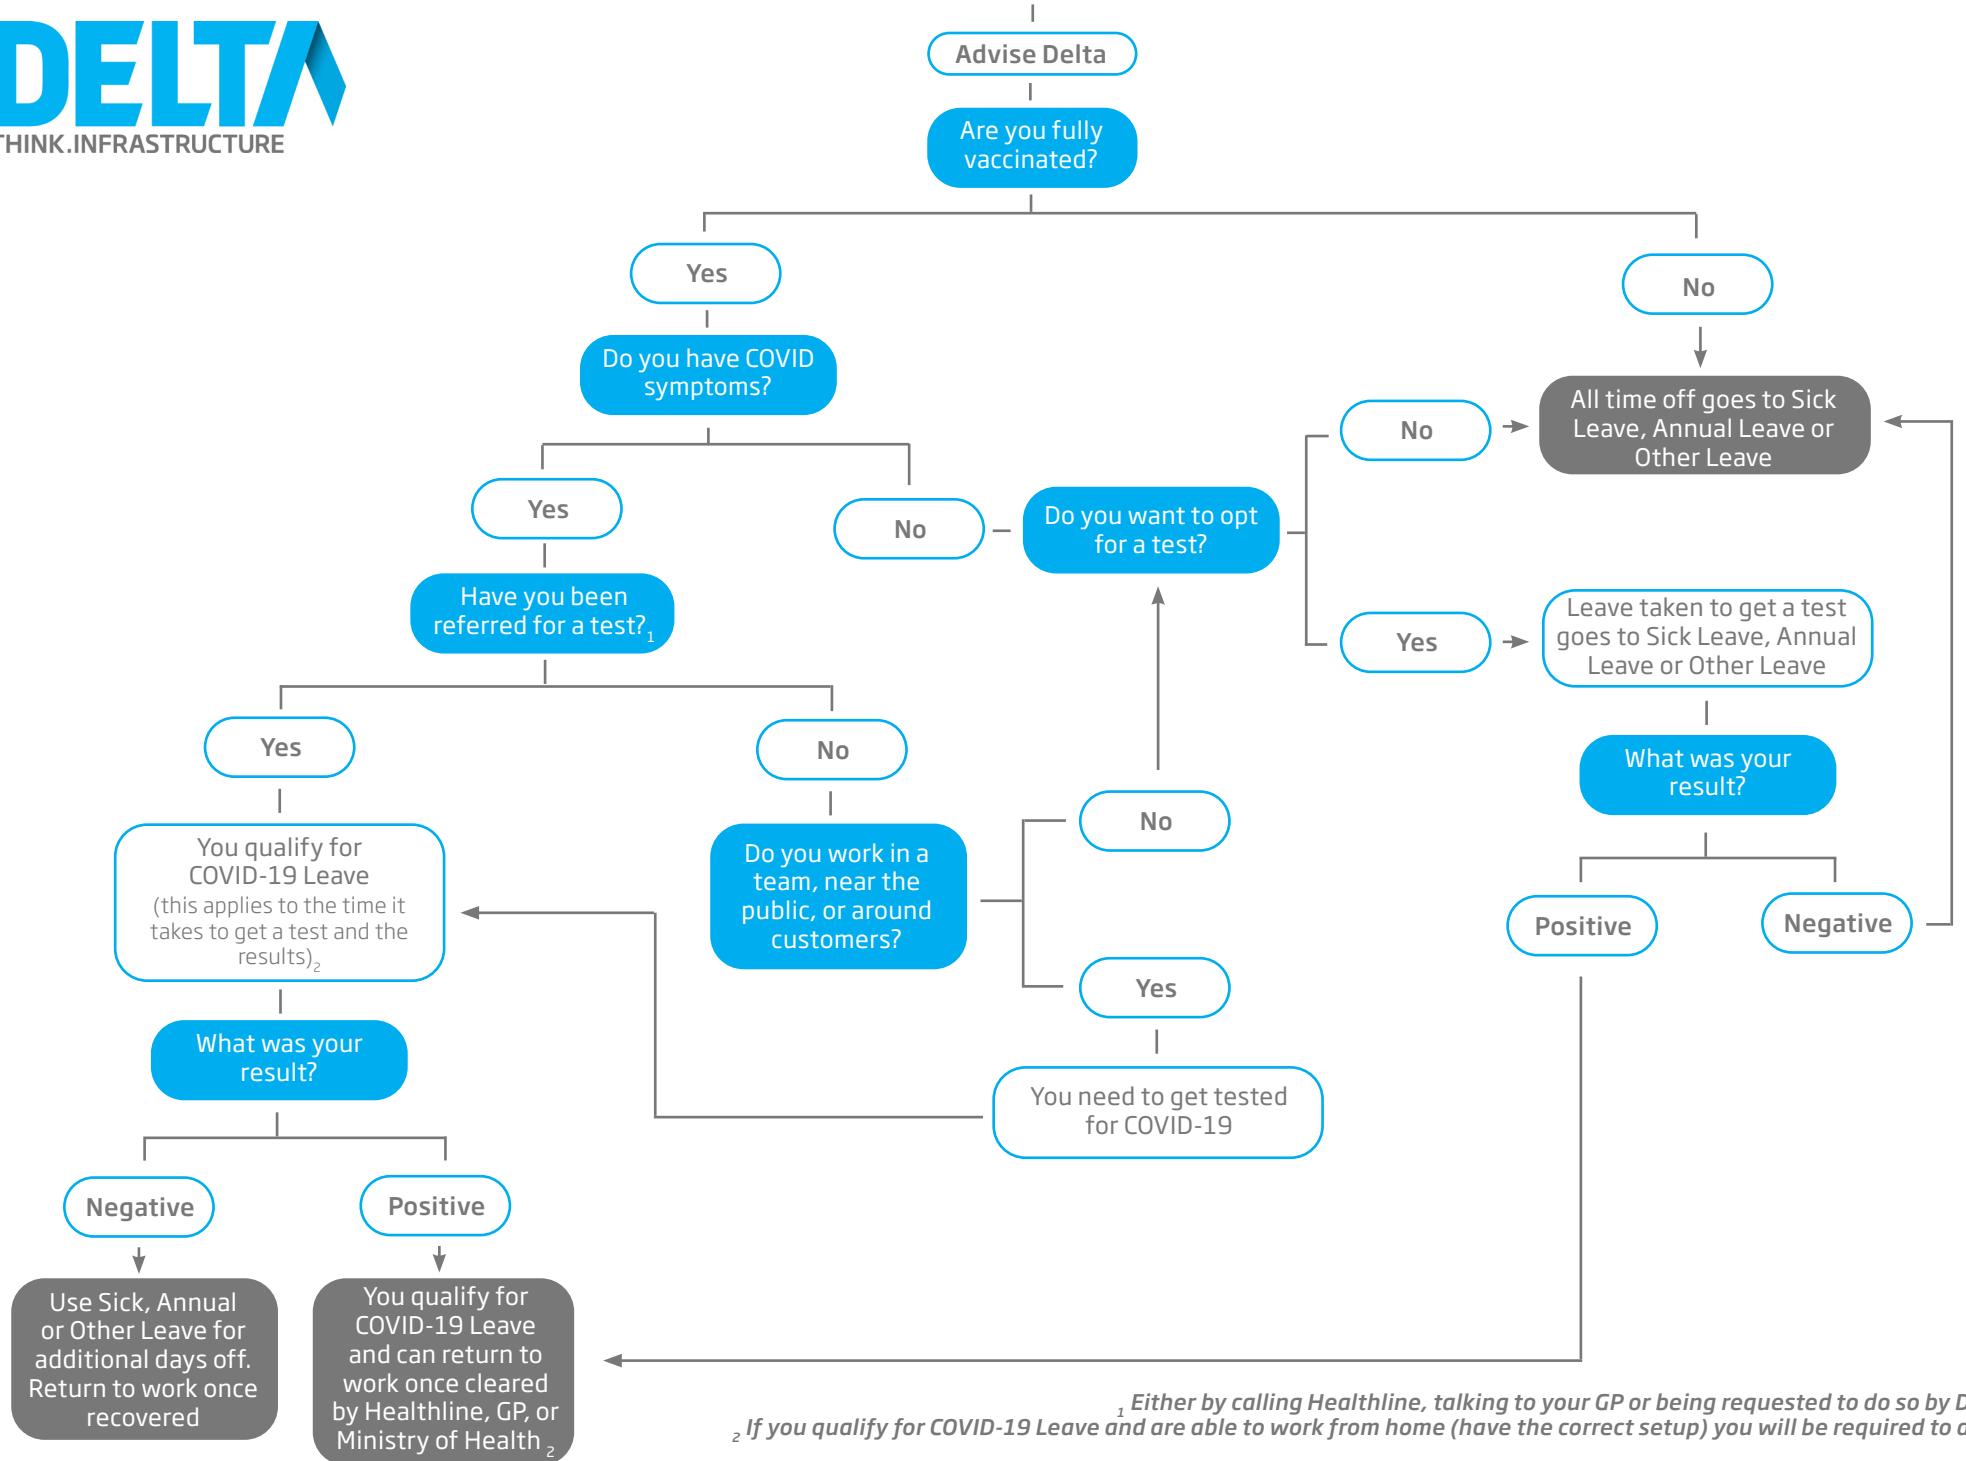 DELTA
THINK.INFRASTRUCTURE
Advise Delta
Are you fully
vaccinated?
Yes
No
Do you have COVID
symptoms?
All time off goes to Sick
Leave, Annual Leave or
Other Leave
Yes
No
Do you want to opt
for a test?
No
Yes
Leave taken to get a test
goes to Sick Leave, Annual
Leave or Other Leave
Have you been
referred for a test?1
What was your
result?
Yes
No
Positive
Negative
You qualify for
COVID-19 Leave
(this applies to the time it
takes to get a test and the
results)2
Do you work in a
team, near the
public, or around
customers?
No
Yes
You need to get tested
for COVID-19
What was your
result?
Negative
Positive
Use Sick, Annual
or Other Leave for
additional days off.
Return to work once
recovered
You qualify for
COVID-19 Leave
and can return to
work once cleared
by Healthline, GP, or
Ministry of Health 2
1 Either by calling Healthline, talking to your GP or being requested to do so by
2 If you qualify for COVID-19 Leave and are able to work from home (have the correct setup) you will be required to